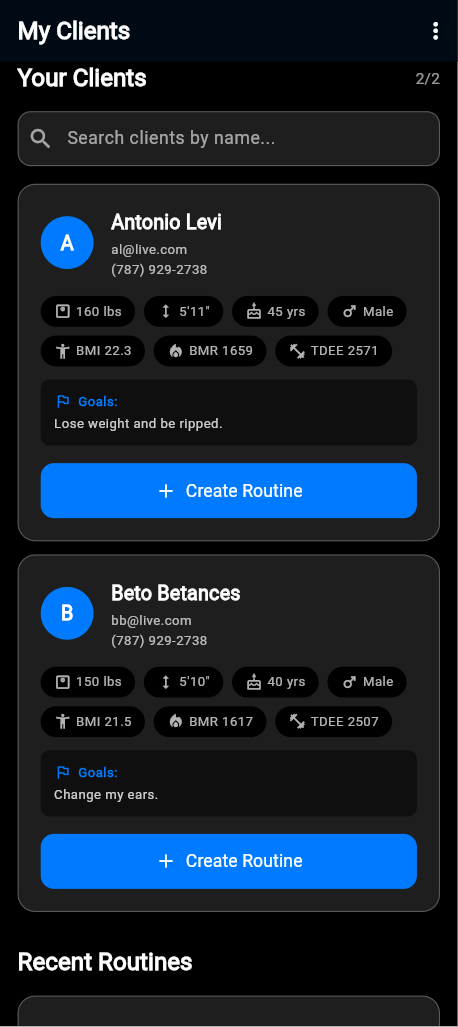 My Clients
Your Clients 2/2
Search clients by name...
A
Antonio Levi
al@live.com
(787) 929-2738
160 lbs 5'11" 45 yrs Male
BMI 22.3 BMR 1659 TDEE 2571
Goals:
Lose weight and be ripped.
Create Routine
B
Beto Betances
bb@live.com
(787) 929-2738
150 lbs 5'10" 40 yrs Male
BMI 21.5 BMR 1617 TDEE 2507
Goals:
Change my ears.
Create Routine
Recent Routines